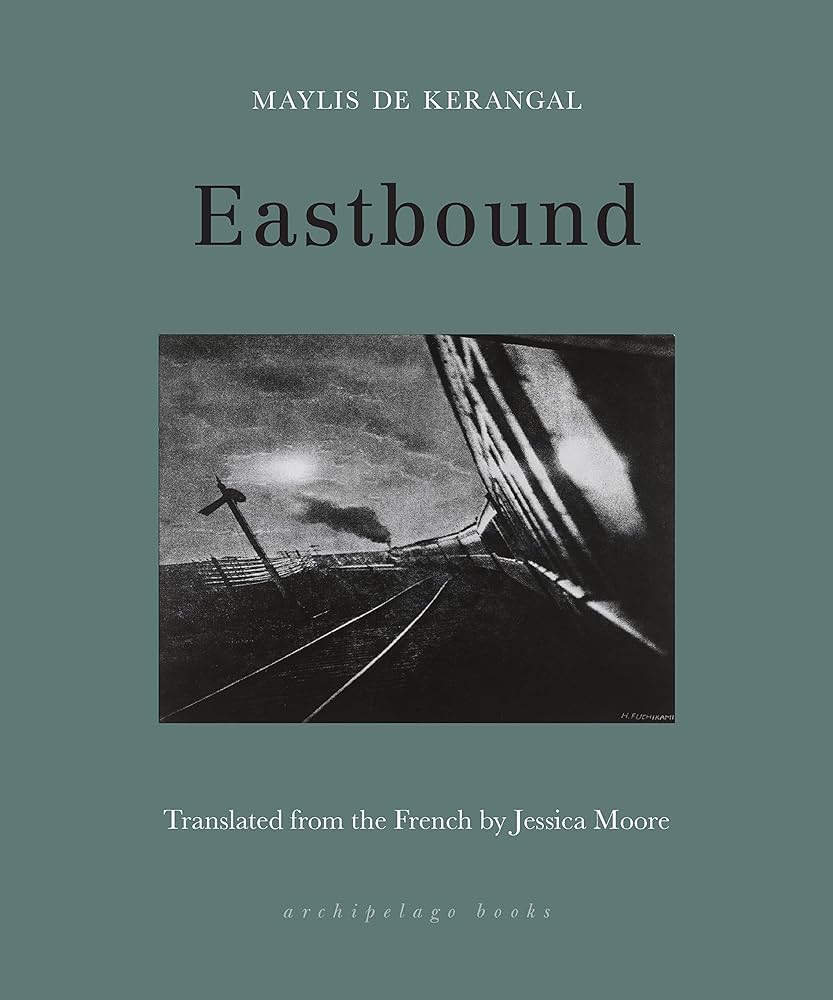 MAYLIS DE KERANGAL
Eastbound
H. FUCHIKAMI
Translated from the French by Jessica Moore
archipelago books